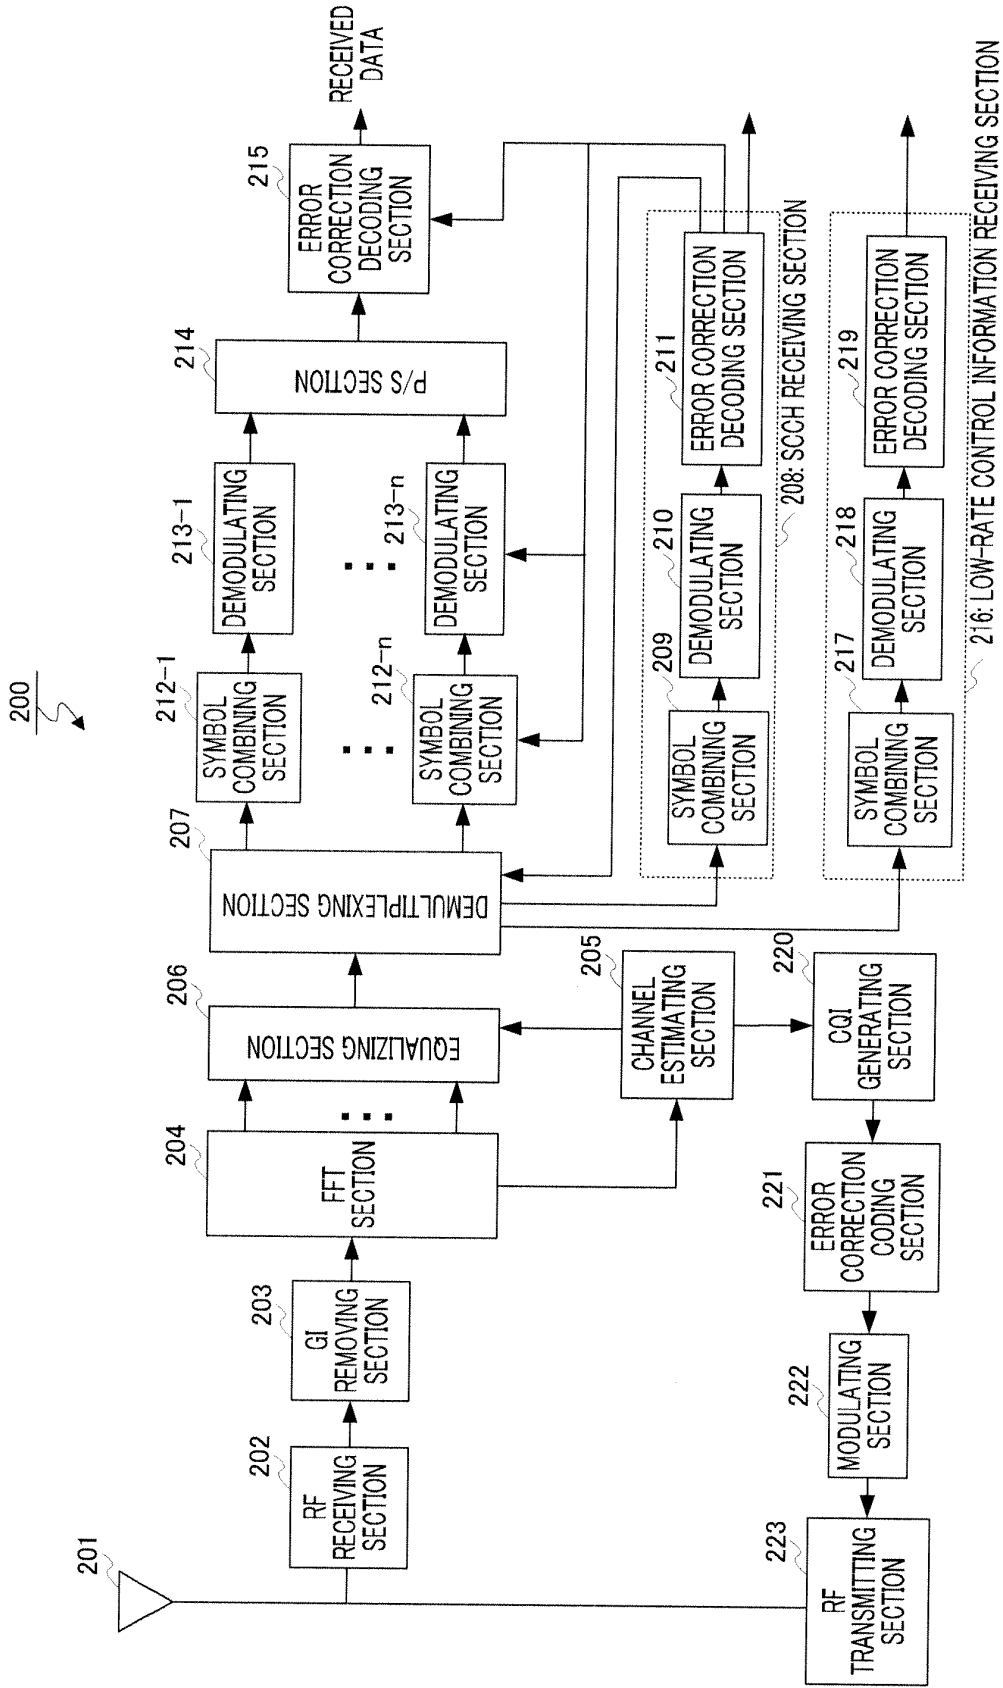 200
201
202
RF
RECEIVING
SECTION
203
GI
REMOVING
SECTION
204
FFT
SECTION
206
EQUALIZING SECTION
207
DEMULTIPLEXING SECTION
212-1
SYMBOL
COMBINING
SECTION
213-1
DEMODULATING
SECTION
212-n
SYMBOL
COMBINING
SECTION
213-n
DEMODULATING
SECTION
214
P/S SECTION
215
ERROR
CORRECTION
DECODING
SECTION
RECEIVED
DATA
205
CHANNEL
ESTIMATING
SECTION
209
SYMBOL
COMBINING
SECTION
210
DEMODULATING
SECTION
211
ERROR CORRECTION
DECODING SECTION
208: SCCH RECEIVING SECTION
217
SYMBOL
COMBINING
SECTION
218
DEMODULATING
SECTION
219
ERROR CORRECTION
DECODING SECTION
216: LOW-RATE CONTROL INFORMATION RECEIVING SECTION
220
CQI
GENERATING
SECTION
221
ERROR
CORRECTION
CODING
SECTION
222
MODULATING
SECTION
223
RF
TRANSMITTING
SECTION